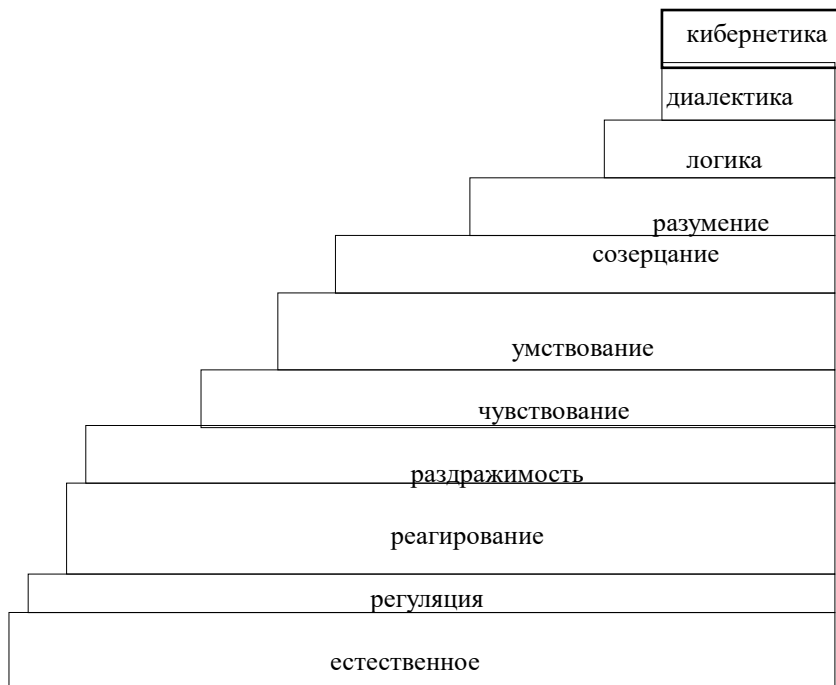 кибернетика
диалектика
логика
разумение
созерцание
умствование
чувствование
раздражимость
реагирование
регуляция
естественное